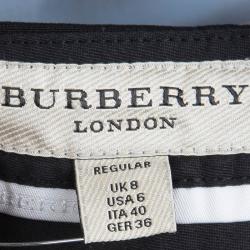 BURBERRY
LONDON
REGULAR
UK 8
USA 6
ITA 40
GER 36